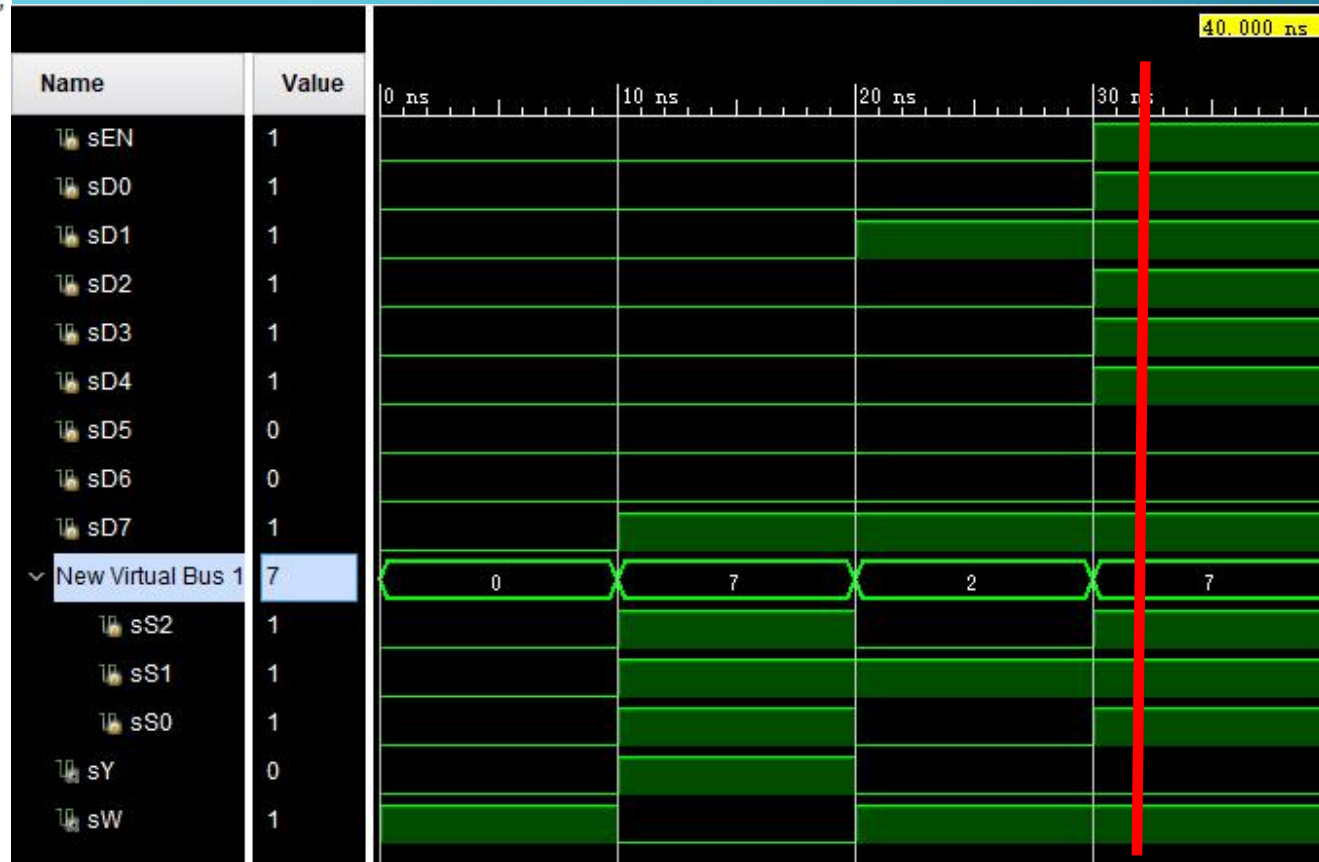 40.000 ns
Name Value
0 ns 10 ns 20 ns 30
sEN 1
sD0 1
sD1 1
sD2 1
sD3 1
sD4 1
sD5 0
sD6 0
sD7 1
New Virtual Bus 1 7 0 7 2 7
sS2 1
sS1 1
sS0 1
sY 0
sW 1